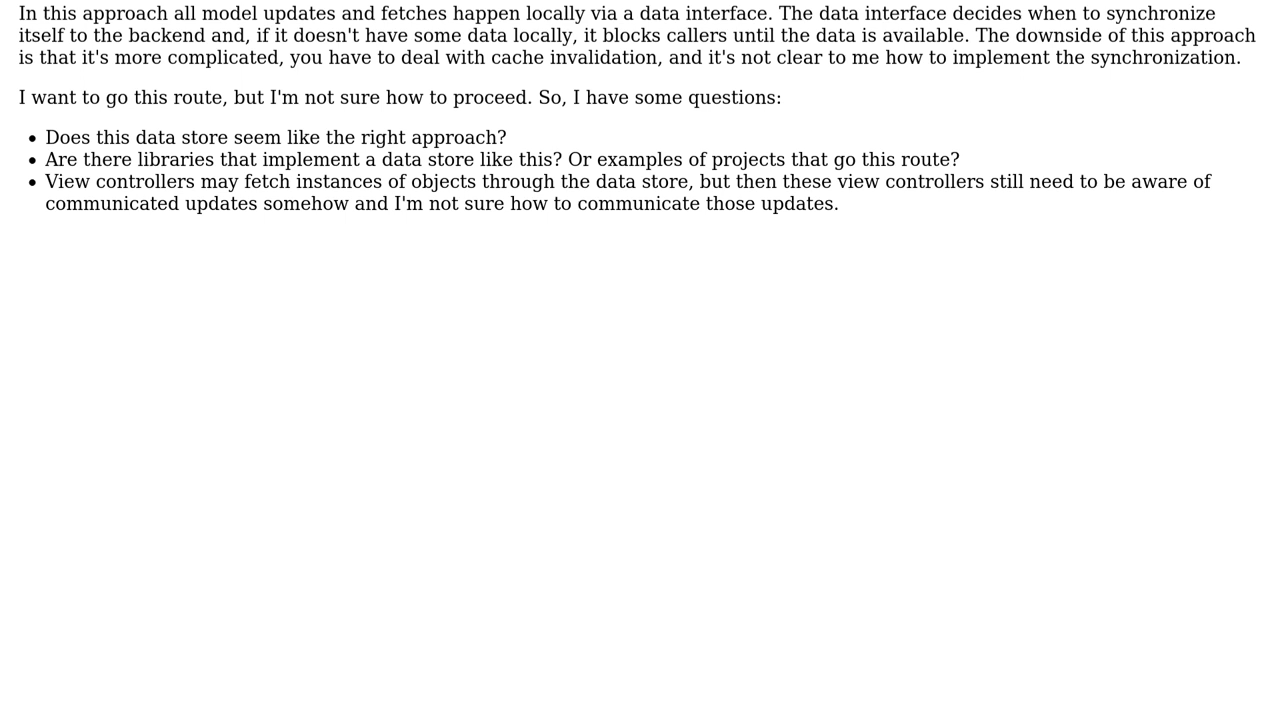 In this approach all model updates and fetches happen locally via a data interface. The data interface decides when to synchronize
itself to the backend and, if it doesn't have some data locally, it blocks callers until the data is available. The downside of this approach
is that it's more complicated, you have to deal with cache invalidation, and it's not clear to me how to implement the synchronization.
I want to go this route, but I'm not sure how to proceed. So, I have some questions:
• Does this data store seem like the right approach?
• Are there libraries that implement a data store like this? Or examples of projects that go this route?
• View controllers may fetch instances of objects through the data store, but then these view controllers still need to be aware of
communicated updates somehow and I'm not sure how to communicate those updates.